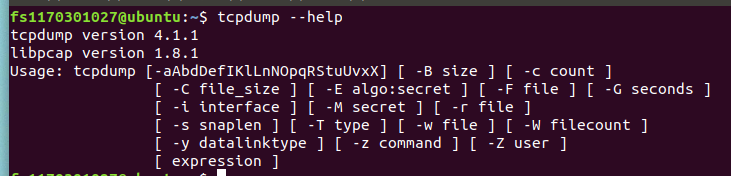 fs1170301027@ubuntu:~$ tcpdump --help
tcpdump version 4.1.1
libpcap version 1.8.1
Usage: tcpdump [-aAbdDefIKlLnNOpqRStuUvxX] [ -B size ] [ -c count ]
[ -C file_size ] [ -E algo:secret ] [ -F file ] [ -G seconds ]
[ -i interface ] [ -M secret ] [ -r file ]
[ -s snaplen ] [ -T type ] [ -w file ] [ -W filecount ]
[ -y datalinktype ] [ -z command ] [ -Z user ]
[ expression ]
fs1170301027@ubuntu:~$